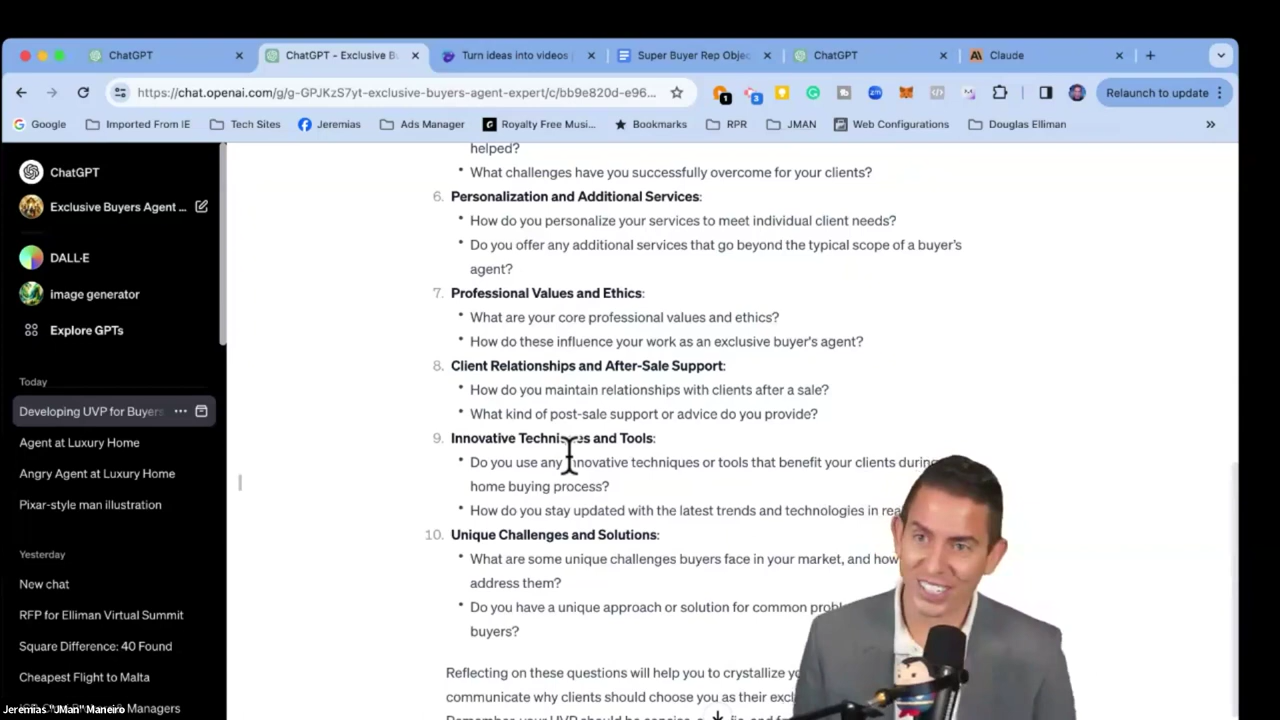 ChatGPT
ChatGPT - Exclusive B
Turn ideas into videos
Super Buyer Rep Objec
ChatGPT
Claude
https://chat.openai.com/g/g-GPJKzS7yt-exclusive-buyers-agent-expert/c/bb9e820d-e96...
1
3
Relaunch to update
Google
Imported From IE
Tech Sites
Jeremias
Ads Manager
Royalty Free Musi...
Bookmarks
RPR
JMAN
Web Configurations
Douglas Elliman
»
ChatGPT
Exclusive Buyers Agent ...
DALL·E
image generator
Explore GPTs
Today
Developing UVP for Buyers
Agent at Luxury Home
Angry Agent at Luxury Home
Pixar-style man illustration
Yesterday
New chat
RFP for Elliman Virtual Summit
Square Difference: 40 Found
Cheapest Flight to Malta
Managers
Jeremias "JMan" Maneiro
helped?
• What challenges have you successfully overcome for your clients?
6. Personalization and Additional Services:
• How do you personalize your services to meet individual client needs?
• Do you offer any additional services that go beyond the typical scope of a buyer's
agent?
7. Professional Values and Ethics:
• What are your core professional values and ethics?
• How do these influence your work as an exclusive buyer's agent?
8. Client Relationships and After-Sale Support:
• How do you maintain relationships with clients after a sale?
• What kind of post-sale support or advice do you provide?
9. Innovative Techniques and Tools:
• Do you use any innovative techniques or tools that benefit your clients during
home buying process?
• How do you stay updated with the latest trends and technologies in rea
10. Unique Challenges and Solutions:
• What are some unique challenges buyers face in your market, and how
address them?
• Do you have a unique approach or solution for common prob
buyers?
Reflecting on these questions will help you to crystallize yo
communicate why clients should choose you as their excl
Remember, your UVP should be concise,